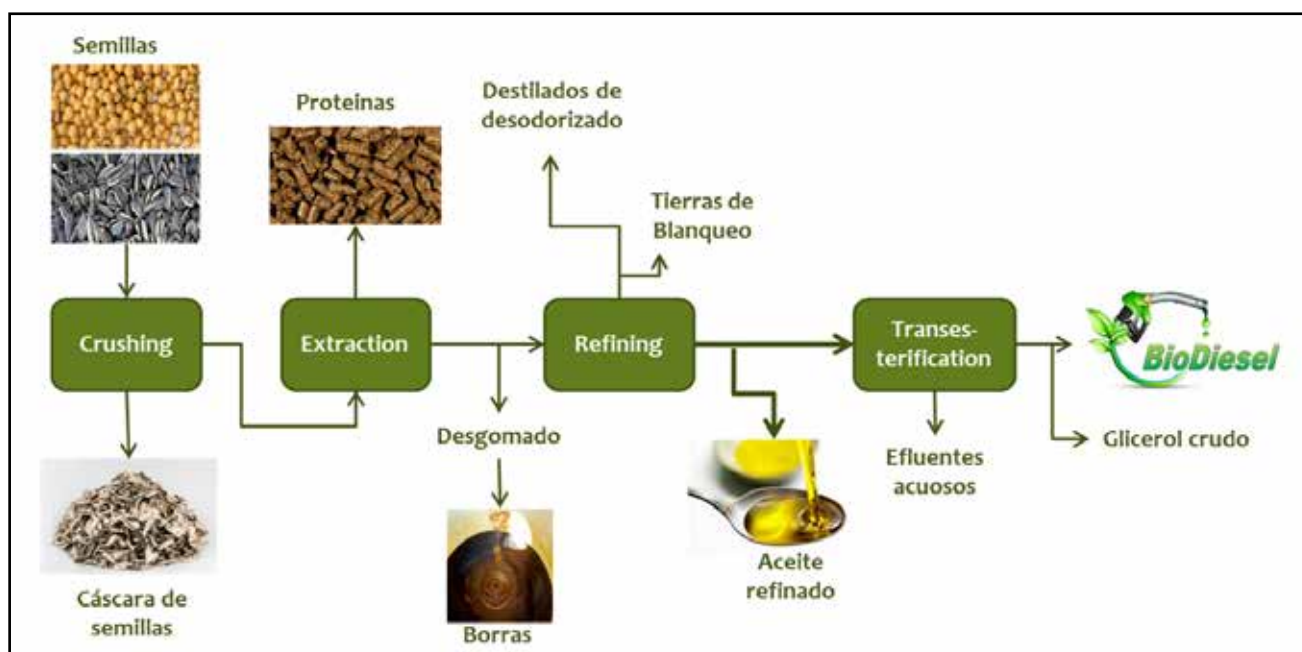 Semillas
Proteinas
Destilados de
desodorizado
Tierras de
Blanqueo
Crushing
Extraction
Refining
Transes-
terification
BioDiesel
Desgomado
Glicerol crudo
Efluentes
acuosos
Aceite
refinado
Cáscara de
semillas
Borras